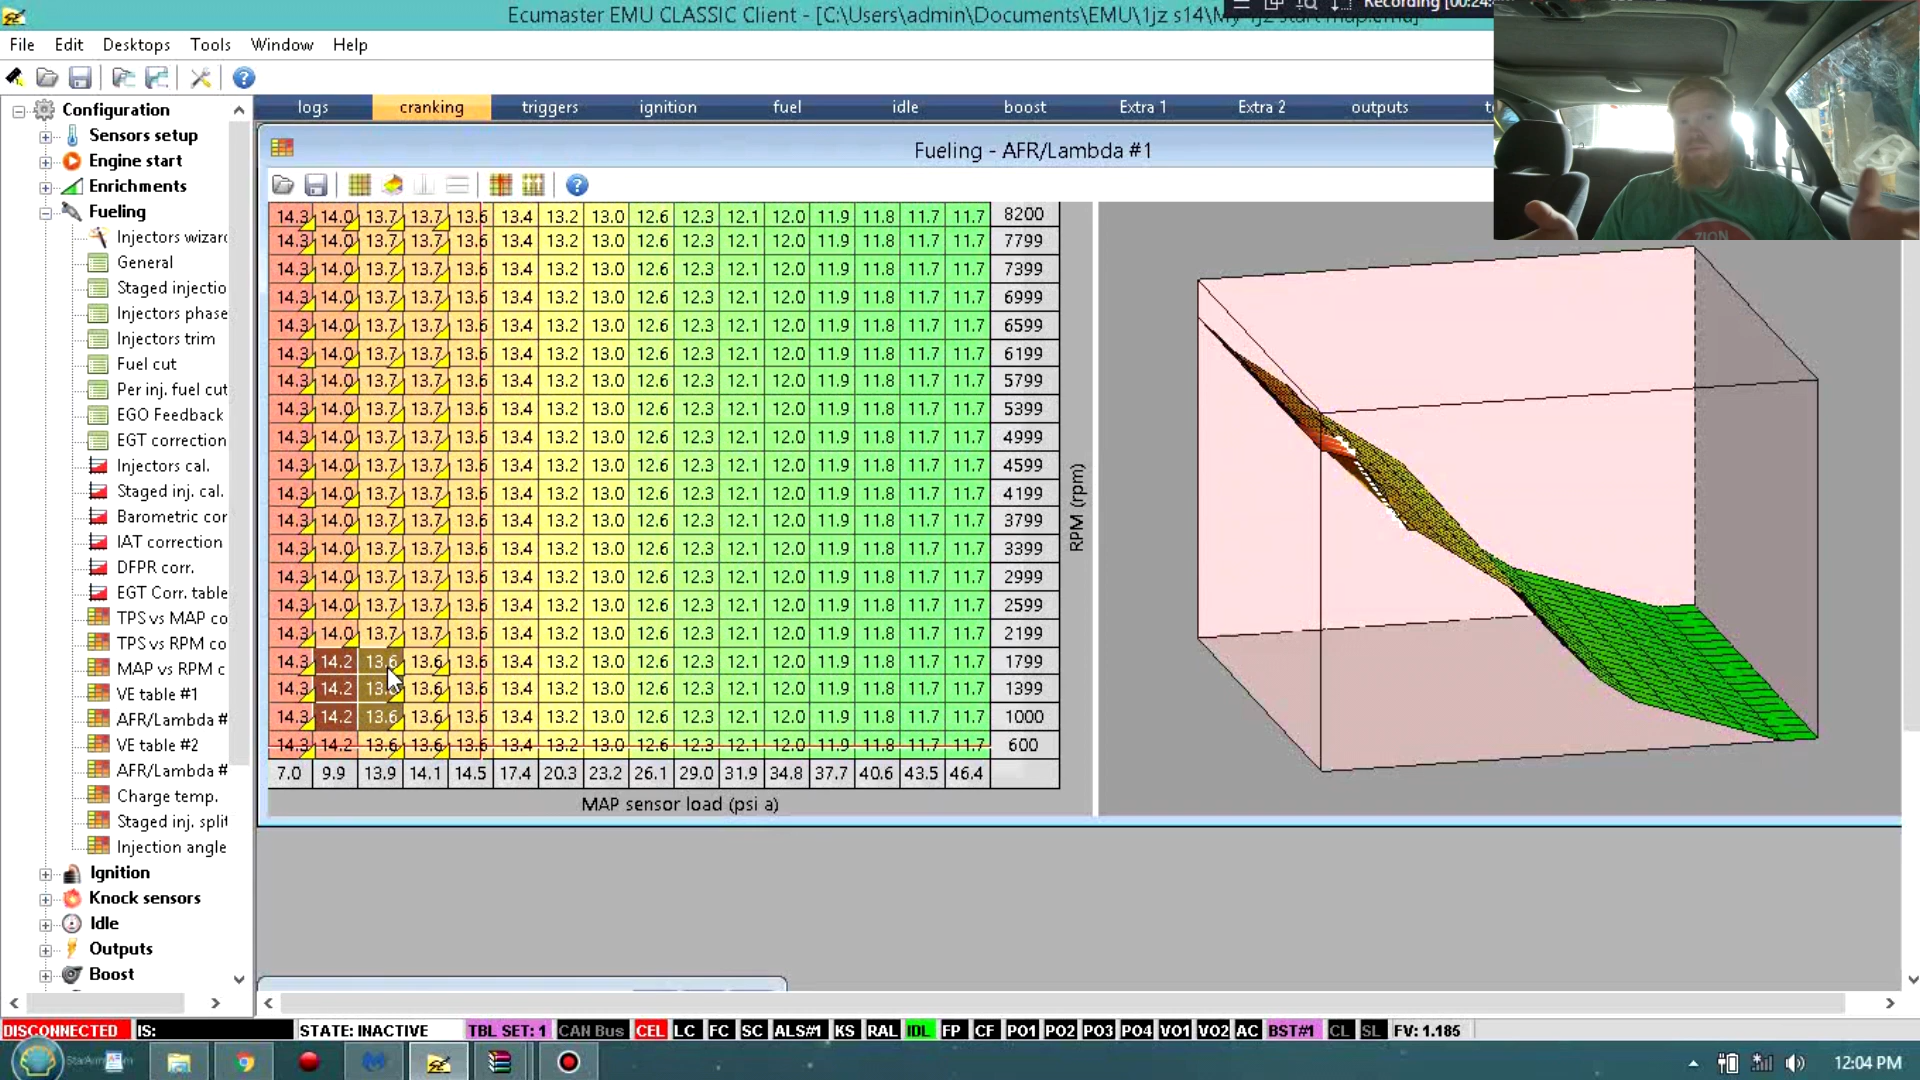 Ecumaster EMU CLASSIC Client - [C:\Users\admin\Documents\EMU\1jz s14\My 1jz start map.emu]
Recording [00:24:
File Edit Desktops Tools Window Help
Configuration
Sensors setup
Engine start
Enrichments
Fueling
Injectors wizar
General
Staged injectio
Injectors phase
Injectors trim
Fuel cut
Per inj. fuel cut
EGO Feedback
EGT correction
Injectors cal.
Staged inj. cal.
Barometric cor
IAT correction
DFPR corr.
EGT Corr. table
TPS vs MAP co
TPS vs RPM co
MAP vs RPM c
VE table #1
AFR/Lambda #
VE table #2
AFR/Lambda #
Charge temp.
Staged inj. split
Injection angle
Ignition
Knock sensors
Idle
Outputs
Boost
logs cranking triggers ignition fuel idle boost Extra 1 Extra 2 outputs t
Fueling - AFR/Lambda #1
ZION
14.3 14.0 13.7 13.7 13.6 13.4 13.2 13.0 12.6 12.3 12.1 12.0 11.9 11.8 11.7 11.7 8200
14.3 14.0 13.7 13.7 13.6 13.4 13.2 13.0 12.6 12.3 12.1 12.0 11.9 11.8 11.7 11.7 7799
14.3 14.0 13.7 13.7 13.6 13.4 13.2 13.0 12.6 12.3 12.1 12.0 11.9 11.8 11.7 11.7 7399
14.3 14.0 13.7 13.7 13.6 13.4 13.2 13.0 12.6 12.3 12.1 12.0 11.9 11.8 11.7 11.7 6999
14.3 14.0 13.7 13.7 13.6 13.4 13.2 13.0 12.6 12.3 12.1 12.0 11.9 11.8 11.7 11.7 6599
14.3 14.0 13.7 13.7 13.6 13.4 13.2 13.0 12.6 12.3 12.1 12.0 11.9 11.8 11.7 11.7 6199
14.3 14.0 13.7 13.7 13.6 13.4 13.2 13.0 12.6 12.3 12.1 12.0 11.9 11.8 11.7 11.7 5799
14.3 14.0 13.7 13.7 13.6 13.4 13.2 13.0 12.6 12.3 12.1 12.0 11.9 11.8 11.7 11.7 5399
14.3 14.0 13.7 13.7 13.6 13.4 13.2 13.0 12.6 12.3 12.1 12.0 11.9 11.8 11.7 11.7 4999
14.3 14.0 13.7 13.7 13.6 13.4 13.2 13.0 12.6 12.3 12.1 12.0 11.9 11.8 11.7 11.7 4599
14.3 14.0 13.7 13.7 13.6 13.4 13.2 13.0 12.6 12.3 12.1 12.0 11.9 11.8 11.7 11.7 4199
14.3 14.0 13.7 13.7 13.6 13.4 13.2 13.0 12.6 12.3 12.1 12.0 11.9 11.8 11.7 11.7 3799
14.3 14.0 13.7 13.7 13.6 13.4 13.2 13.0 12.6 12.3 12.1 12.0 11.9 11.8 11.7 11.7 3399
14.3 14.0 13.7 13.7 13.6 13.4 13.2 13.0 12.6 12.3 12.1 12.0 11.9 11.8 11.7 11.7 2999
14.3 14.0 13.7 13.7 13.6 13.4 13.2 13.0 12.6 12.3 12.1 12.0 11.9 11.8 11.7 11.7 2599
14.3 14.0 13.7 13.7 13.6 13.4 13.2 13.0 12.6 12.3 12.1 12.0 11.9 11.8 11.7 11.7 2199
14.3 14.2 13.6 13.6 13.6 13.4 13.2 13.0 12.6 12.3 12.1 12.0 11.9 11.8 11.7 11.7 1799
14.3 14.2 13. 13.6 13.6 13.4 13.2 13.0 12.6 12.3 12.1 12.0 11.9 11.8 11.7 11.7 1399
14.3 14.2 13.6 13.6 13.6 13.4 13.2 13.0 12.6 12.3 12.1 12.0 11.9 11.8 11.7 11.7 1000
14.3 14.2 13.6 13.6 13.6 13.4 13.2 13.0 12.6 12.3 12.1 12.0 11.9 11.8 11.7 11.7 600
7.0 9.9 13.9 14.1 14.5 17.4 20.3 23.2 26.1 29.0 31.9 34.8 37.7 40.6 43.5 46.4
MAP sensor load (psi a)
RPM (rpm)
DISCONNECTED IS: STATE: INACTIVE TBL SET: 1 CAN Bus CEL LC FC SC ALS#1 KS RAL IDL FP CF PO1 PO2 PO3 PO4 VO1 VO2 AC BST#1 CL SL FV: 1.185
12:04 PM